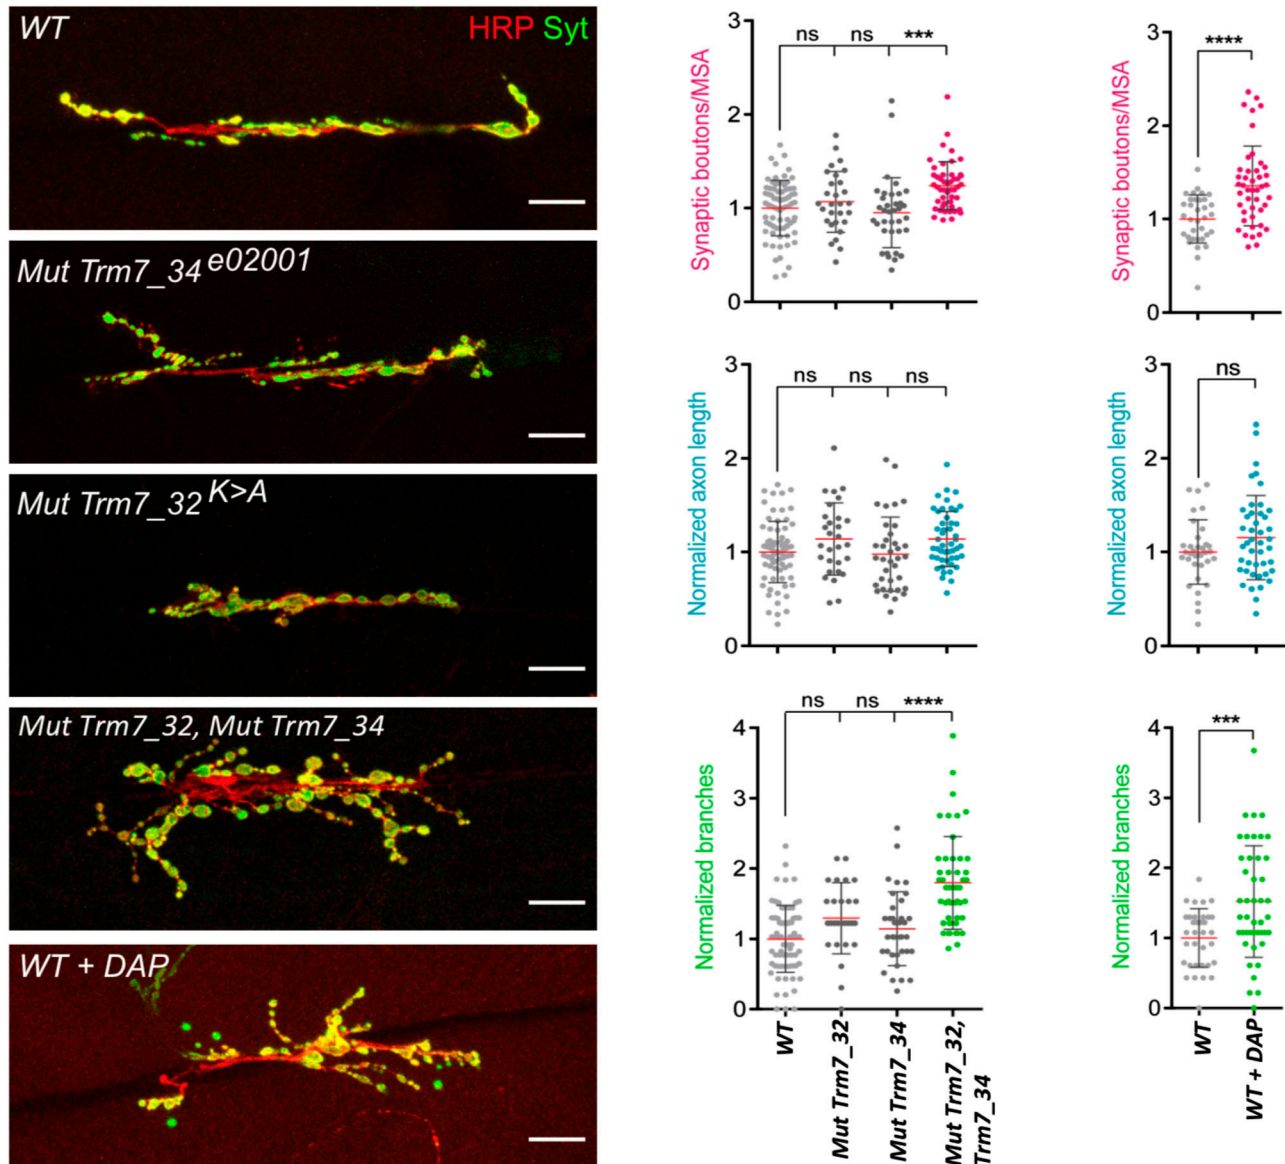 WT
HRP Syt
Mut Trm7_34 e02001
Mut Trm7_32 K>A
Mut Trm7_32, Mut Trm7_34
WT + DAP
Synaptic boutons/MSA
3
2
1
0
ns
ns
***
Synaptic boutons/MSA
3
2
1
0
****
Normalized axon length
3
2
1
0
ns
ns
ns
Normalized axon length
3
2
1
0
ns
Normalized branches
4
3
2
1
0
ns
ns
****
WT
Mut Trm7_32
Mut Trm7_34
Mut Trm7_32,
Trm7_34
Normalized branches
4
3
2
1
0
***
WT
WT + DAP